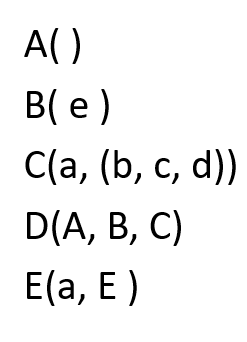 A( )
B( e )
C(a, (b, c, d))
D(A, B, C)
E(a, E )